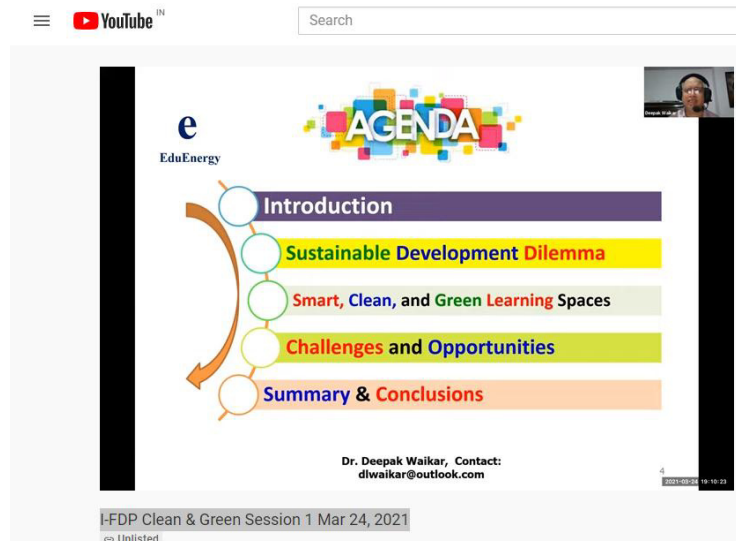 YouTube IN
Search
AGENDA
Deepak Waikar
e
EduEnergy
Introduction
Sustainable Development Dilemma
Smart, Clean, and Green Learning Spaces
Challenges and Opportunities
Summary & Conclusions
Dr. Deepak Waikar, Contact:
dlwaikar@outlook.com
4
2021-03-24 19:10:23
I-FDP Clean & Green Session 1 Mar 24, 2021
Unlisted